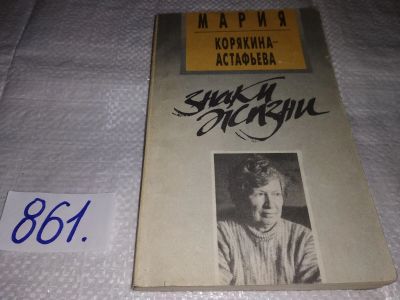 МАРИЯ
КОРЯКИНА-
АСТАФЬЕВА
знаки
жизни
861.